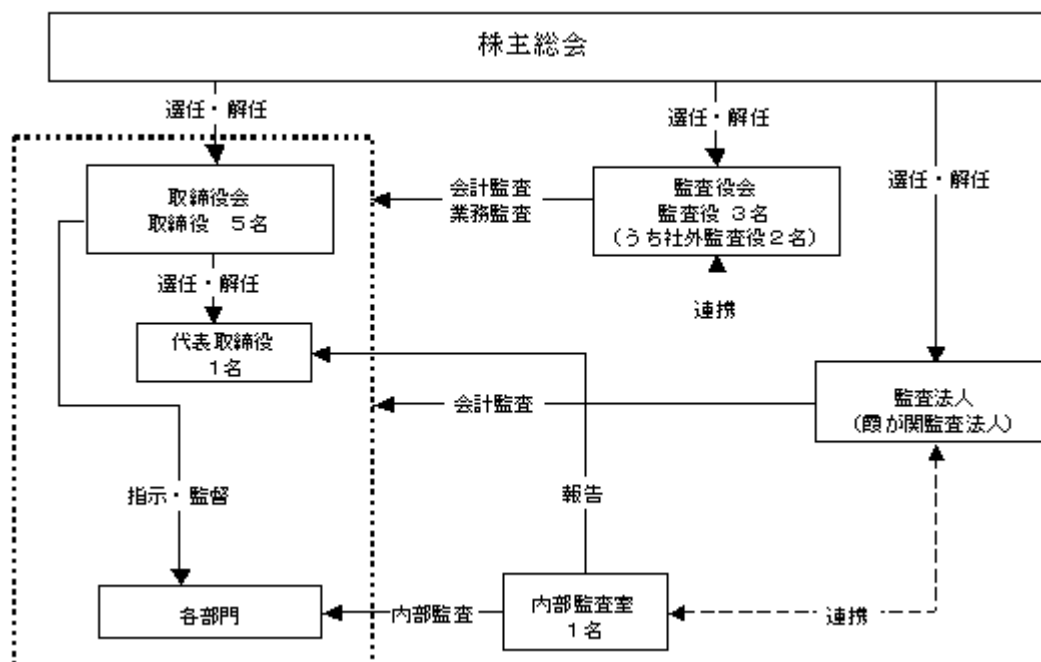 株主総会
選任・解任
選任・解任
選任・解任
取締役会
取締役 5名
会計監査
業務監査
監査役会
監査役 3名
(うち社外監査役2名)
選任・解任
連携
代表取締役
1名
会計監査
監査法人
(霞が関監査法人)
指示・監督
報告
各部門
内部監査
内部監査室
1名
連携